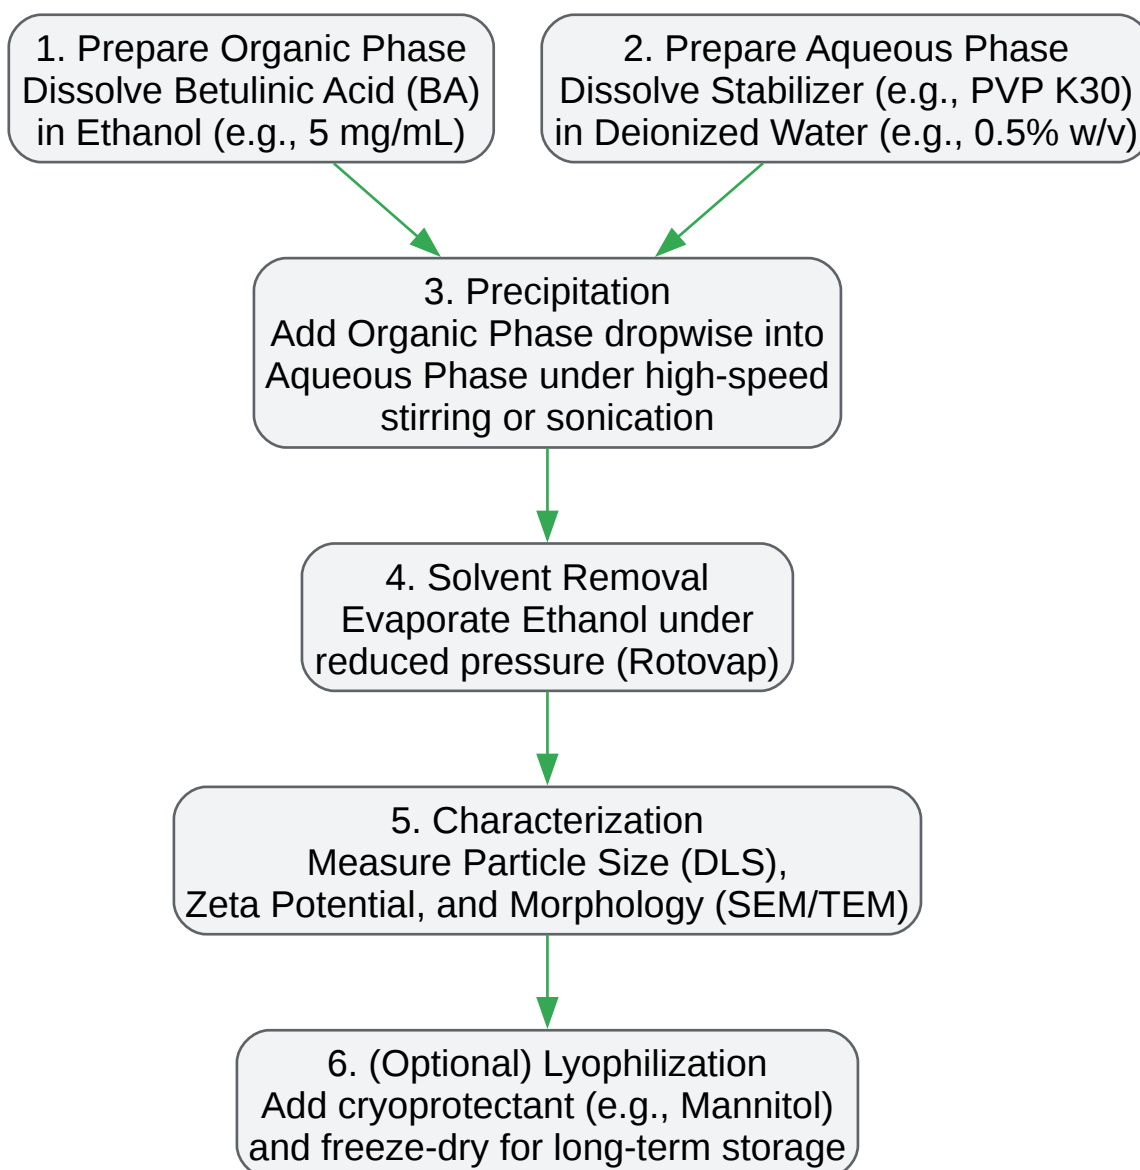 1. Prepare Organic Phase
Dissolve Betulinic Acid (BA)
in Ethanol (e.g., 5 mg/mL)
2. Prepare Aqueous Phase
Dissolve Stabilizer (e.g., PVP K30)
in Deionized Water (e.g., 0.5% w/v)
3. Precipitation
Add Organic Phase dropwise into
Aqueous Phase under high-speed
stirring or sonication
4. Solvent Removal
Evaporate Ethanol under
reduced pressure (Rotovap)
5. Characterization
Measure Particle Size (DLS),
Zeta Potential, and Morphology (SEM/TEM)
6. (Optional) Lyophilization
Add cryoprotectant (e.g., Mannitol)
and freeze-dry for long-term storage